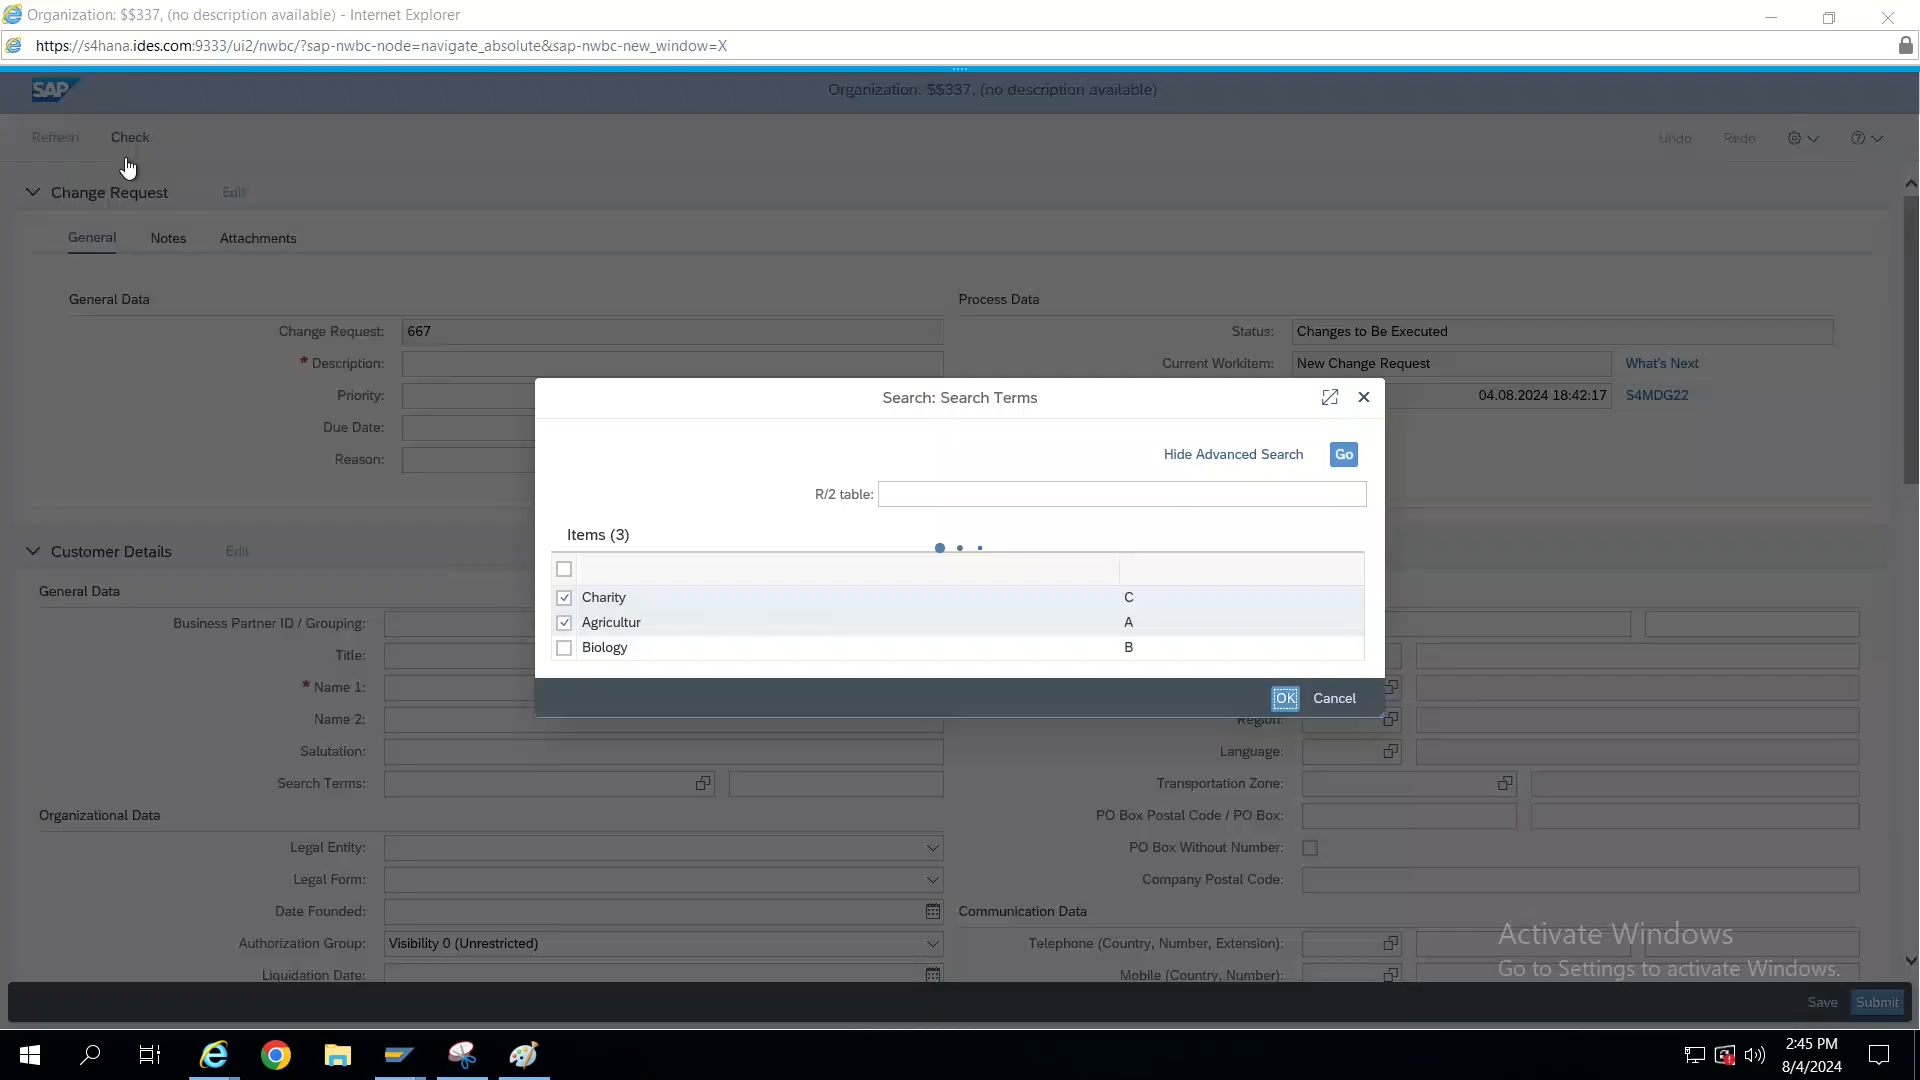 Organization: $$337, (no description available) - Internet Explorer
https://s4hana.ides.com:9333/ui2/nwbc/?sap-nwbc-node=navigate_absolute&sap-nwbc-new_window=X
SAP
Organization: $$337, (no description available)
Refresh Check
Undo Redo
Change Request Edit
General Notes Attachments
General Data
Process Data
Change Request: 667
Status: Changes to Be Executed
* Description:
Current Workitem: New Change Request What's Next
Priority:
04.08.2024 18:42:17 S4MDG22
Due Date:
Reason:
Search: Search Terms
Hide Advanced Search Go
R/2 table:
Items (3)
Charity C
Agricultur A
Biology B
OK Cancel
Customer Details Edit
General Data
Business Partner ID / Grouping:
Title:
* Name 1:
Name 2:
Region:
Salutation:
Language:
Search Terms:
Transportation Zone:
Organizational Data
PO Box Postal Code / PO Box:
Legal Entity:
PO Box Without Number:
Legal Form:
Company Postal Code:
Date Founded:
Communication Data
Authorization Group: Visibility 0 (Unrestricted)
Telephone (Country, Number, Extension):
Liquidation Date:
Mobile (Country, Number):
Activate Windows
Go to Settings to activate Windows.
Save Submit
2:45 PM
8/4/2024